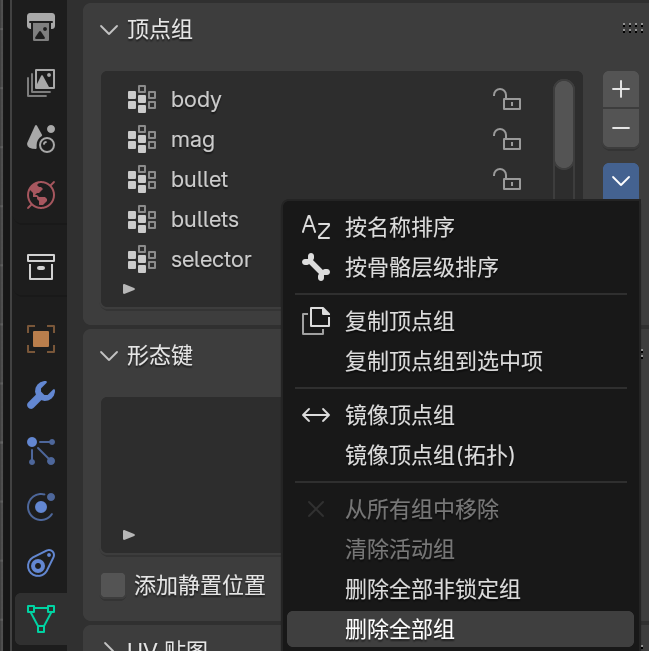 顶点组
body
mag
bullet
bullets
selector
按名称排序
按骨骼层级排序
复制顶点组
复制顶点组到选中项
镜像顶点组
镜像顶点组(拓扑)
从所有组中移除
清除活动组
删除全部非锁定组
删除全部组
形态键
添加静置位置
UV 贴图